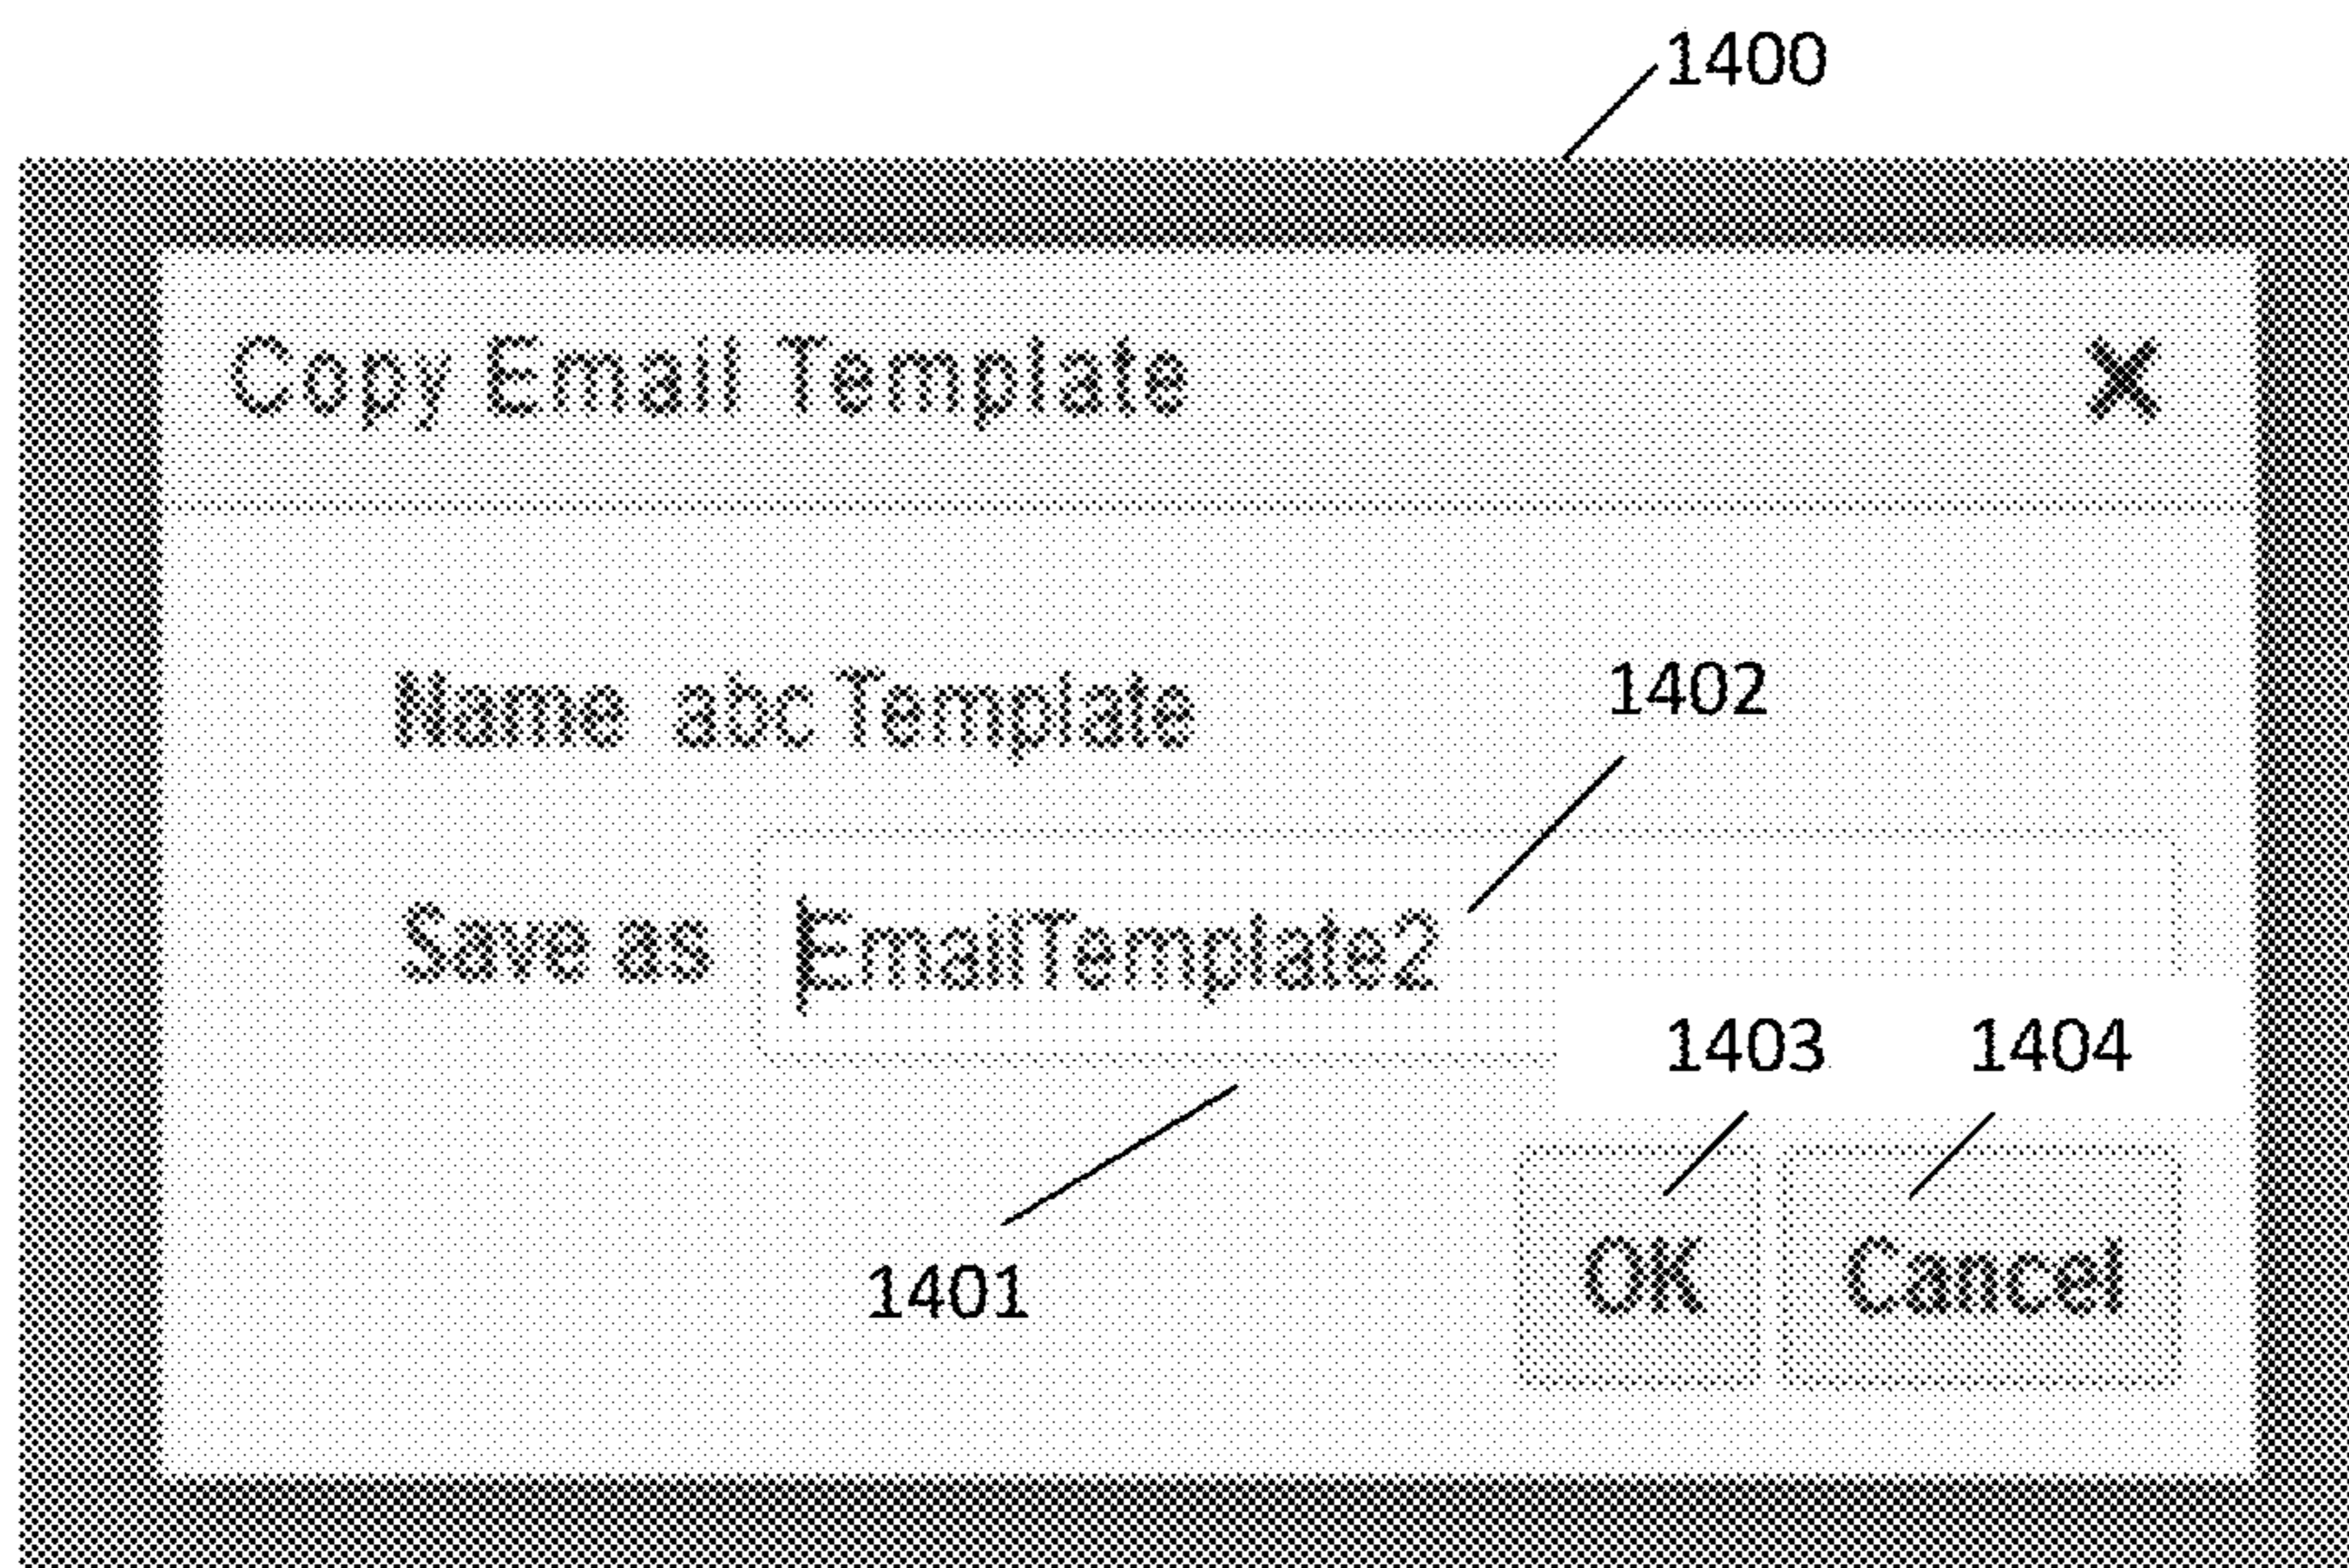 1400
Copy Email Template X
Name abc Template
1402
Save as EmailTemplate2
1403 1404
1401
OK Cancel